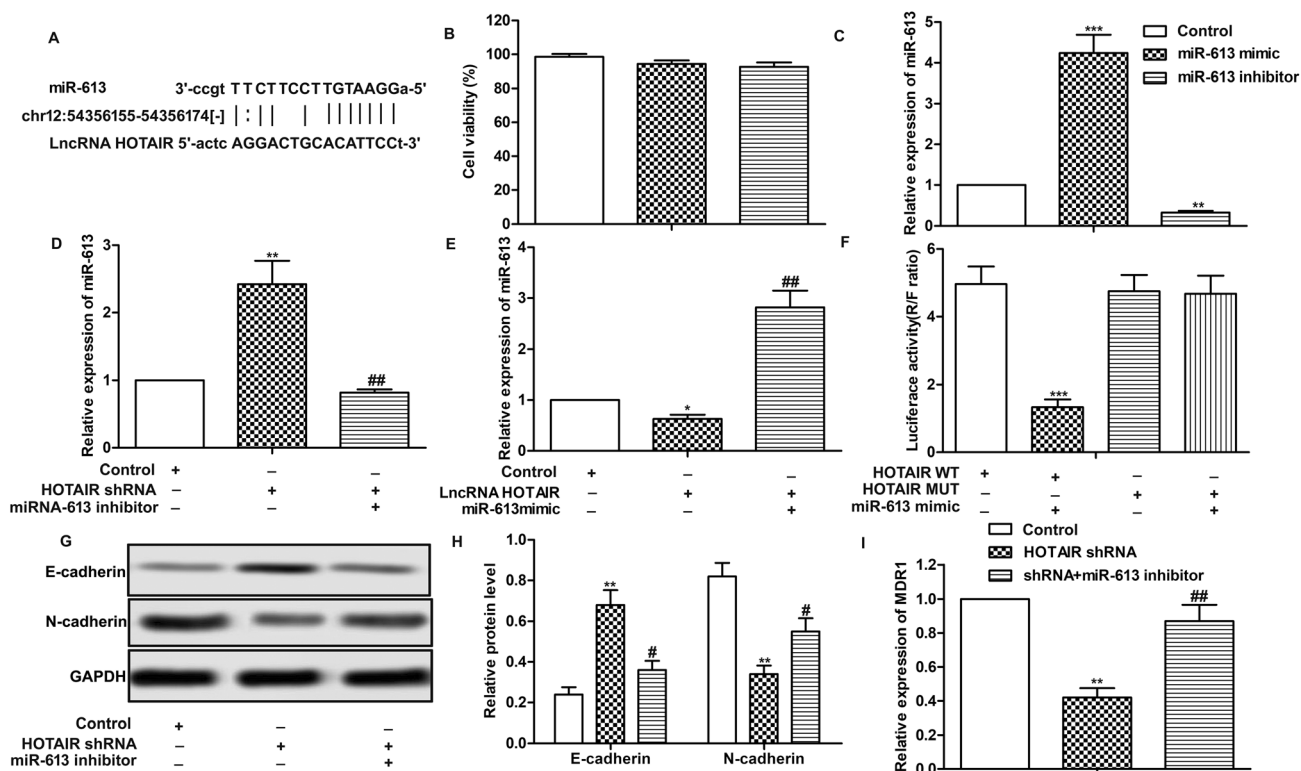 A
miR-613 3'-ccgt TTCTTCCTTGTAAGGa-5'
chr12:54356155-54356174[-]
LncRNA HOTAIR 5'-actc AGGACTGCACATTCCt-3'
B
Cell viability (%)
120
100
80
60
40
20
0
C
Relative expression of miR-613
5
4
3
2
1
0
***
**
Control
miR-613 mimic
miR-613 inhibitor
D
Relative expression of miR-613
3
2
1
0
**
##
Control + – –
HOTAIR shRNA – + +
miRNA-613 inhibitor – – +
E
Relative expression of miR-613
4
3
2
1
0
*
##
Control + – –
LncRNA HOTAIR – + +
miR-613mimic – – +
F
Luciferace activity(R/F ratio)
6
4
2
0
***
HOTAIR WT + + – –
HOTAIR MUT – – + +
miR-613 mimic – + – +
G
E-cadherin
N-cadherin
GAPDH
Control + – –
HOTAIR shRNA – + +
miR-613 inhibitor – – +
H
Relative protein level
1.0
0.8
0.6
0.4
0.2
0.0
**
#
**
#
E-cadherin N-cadherin
Control
HOTAIR shRNA
shRNA+miR-613 inhibitor
I
Relative expression of MDR1
1.2
1.0
0.8
0.6
0.4
0.2
0.0
**
##